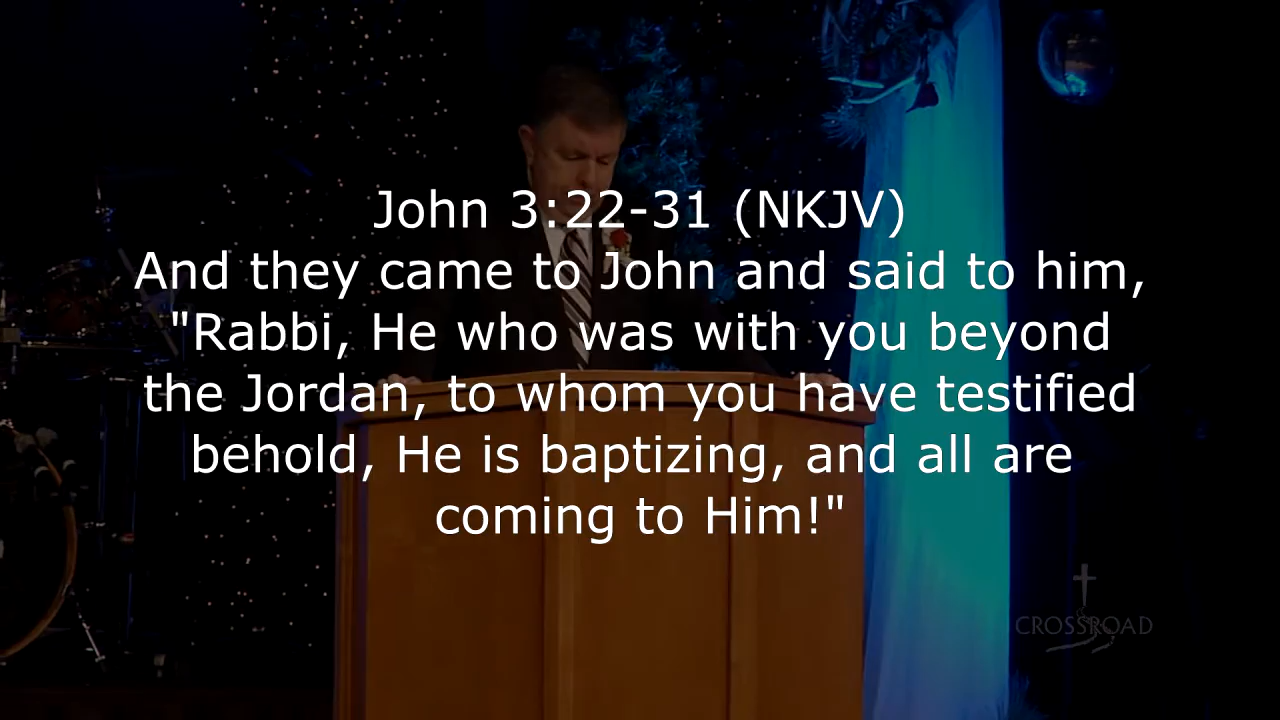 John 3:22-31 (NKJV)
And they came to John and said to him,
"Rabbi, He who was with you beyond
the Jordan, to whom you have testified
behold, He is baptizing, and all are
coming to Him!"
CROSSROAD